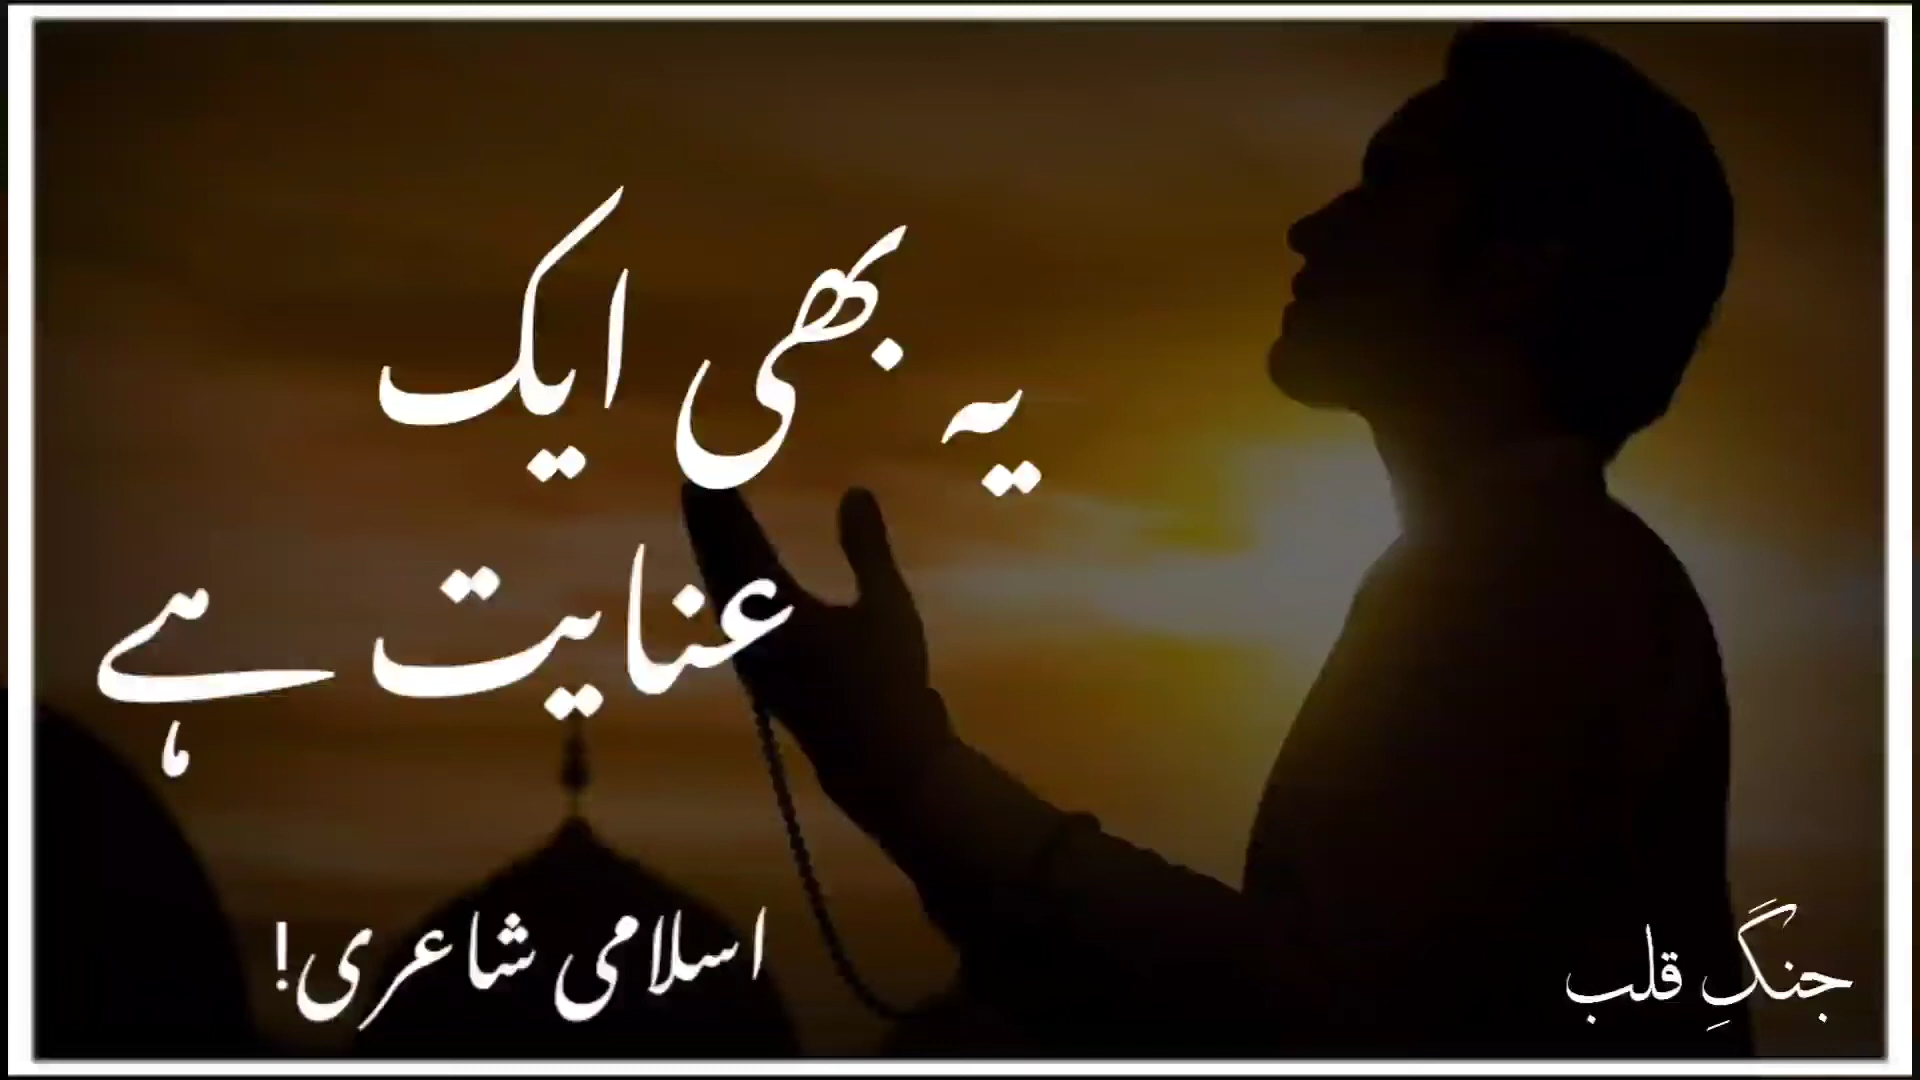 یہ بھی ایک
عنایت ہے
اسلامی شاعری!
جنگِ قلب